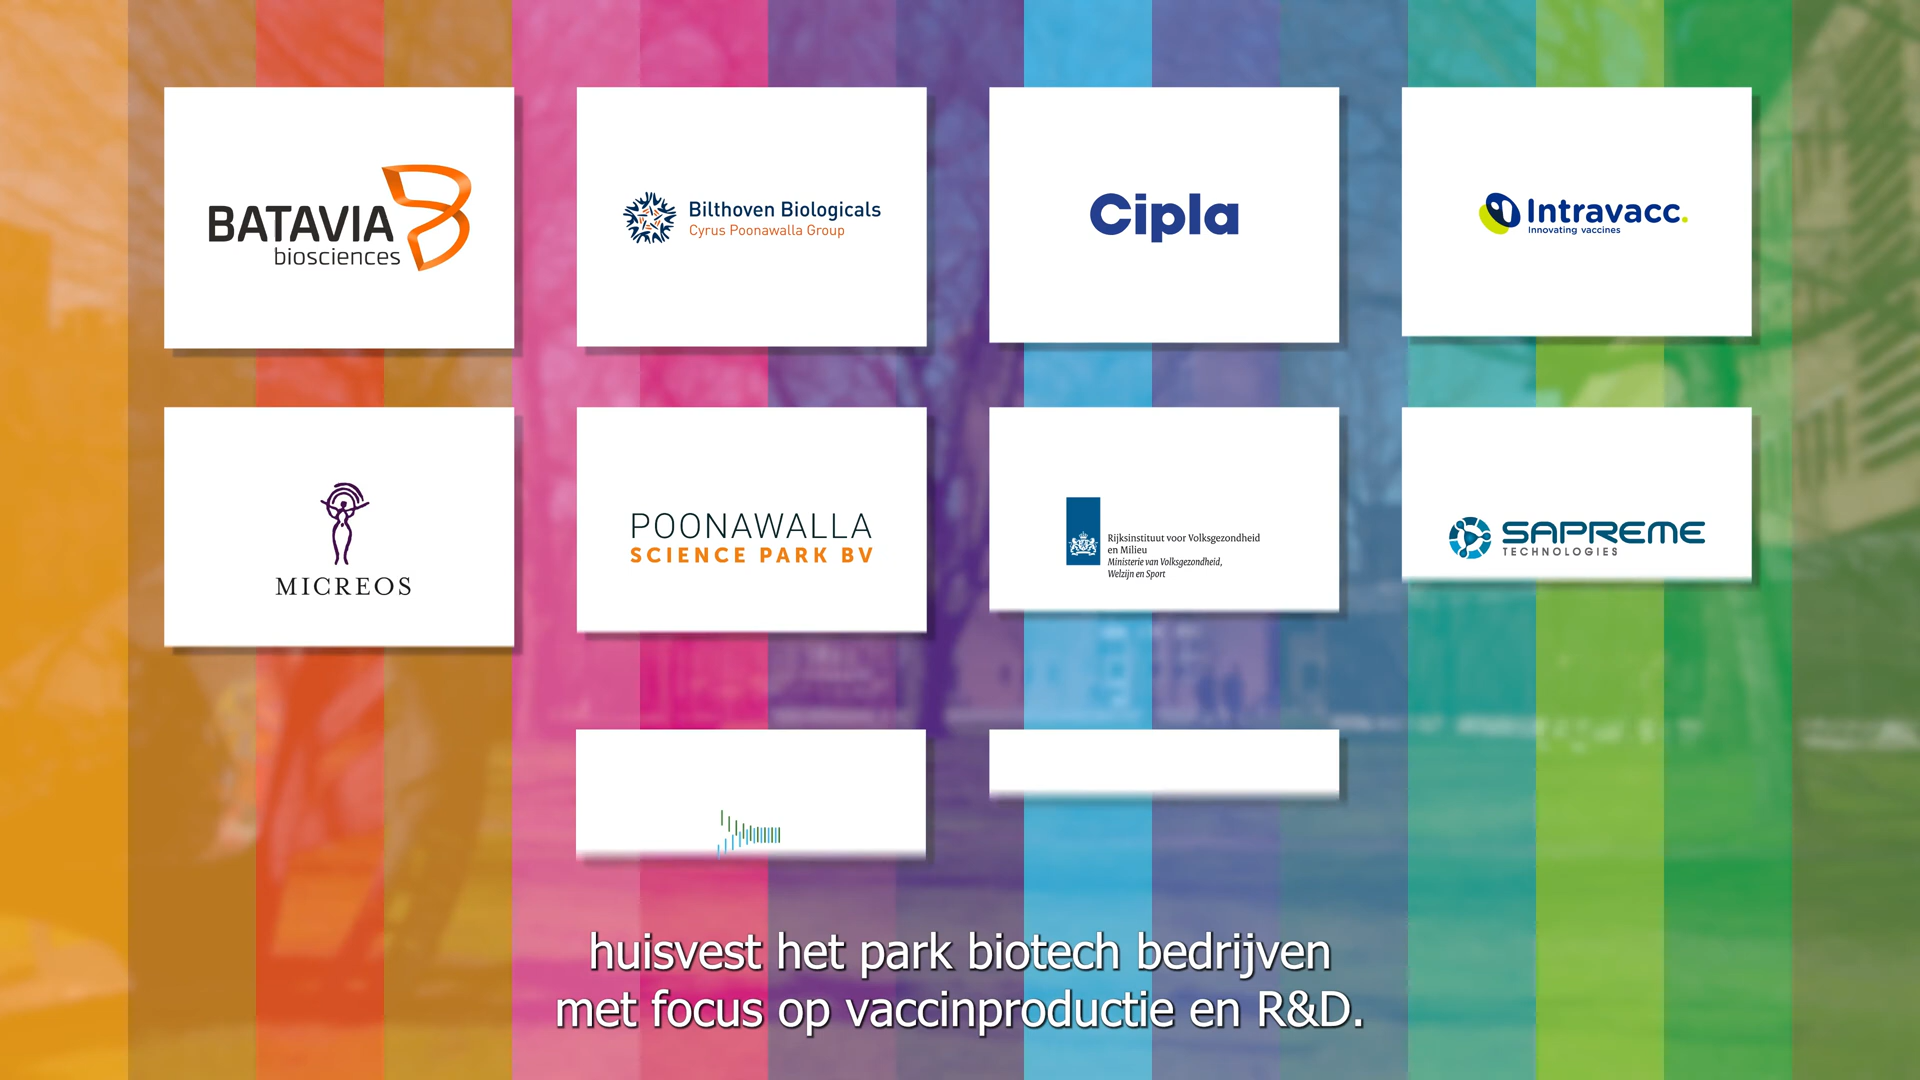 BATAVIA
biosciences
Bilthoven Biologicals
Cyrus Poonawalla Group
Cipla
Intravacc.
Innovating vaccines
MICREOS
POONAWALLA
SCIENCE PARK BV
Rijksinstituut voor Volksgezondheid
en Milieu
Ministerie van Volksgezondheid,
Welzijn en Sport
SAPREME
TECHNOLOGIES
huisvest het park biotech bedrijven
met focus op vaccinproductie en R&D.